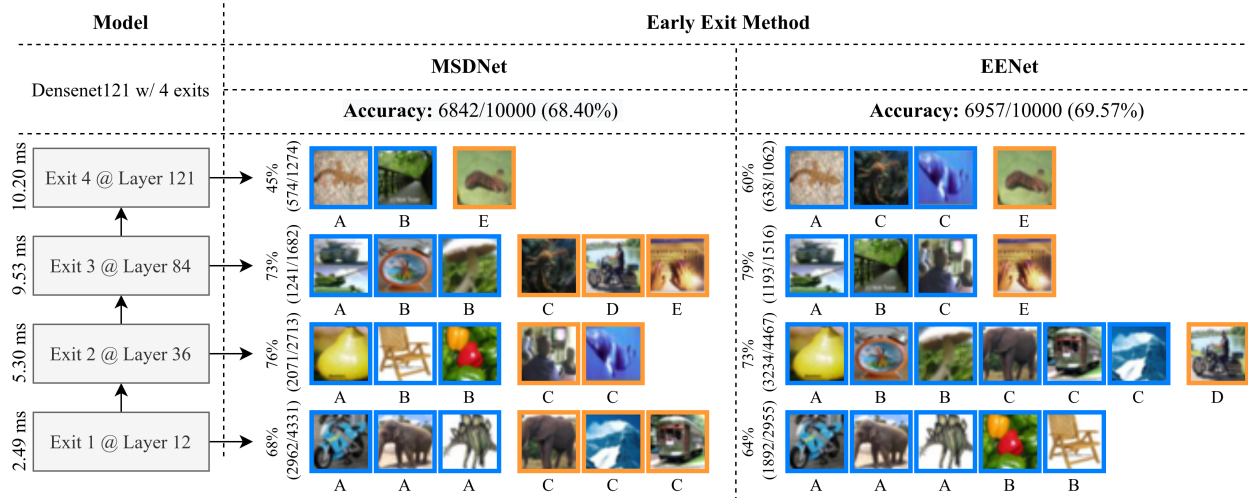 Model
Early Exit Method
Densenet121 w/ 4 exits
MSDNet
EENet
Accuracy: 6842/10000 (68.40%)
Accuracy: 6957/10000 (69.57%)
10.20 ms
Exit 4 @ Layer 121
45%
(574/1274)
A B E
60%
(638/1062)
A C C E
9.53 ms
Exit 3 @ Layer 84
73%
(1241/1682)
A B B C D E
79%
(1193/1516)
A B C E
5.30 ms
Exit 2 @ Layer 36
76%
(2071/2713)
A B B C C
73%
(3234/4467)
A B B C C C D
2.49 ms
Exit 1 @ Layer 12
68%
(2962/4331)
A A A C C C
64%
(1892/2955)
A A A B B